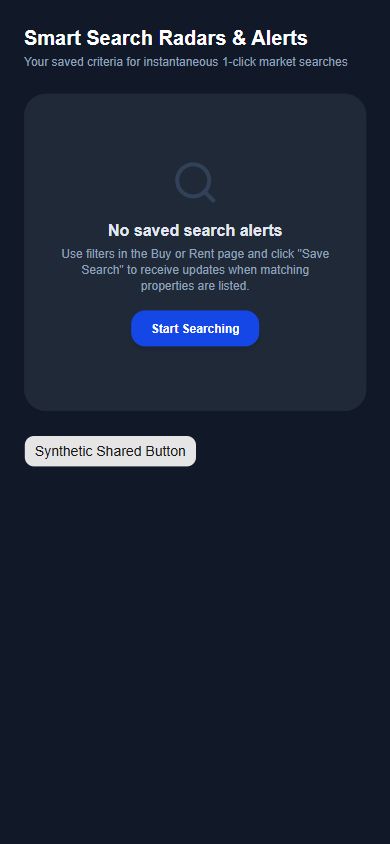 Smart Search Radars & Alerts
Your saved criteria for instantaneous 1-click market searches
No saved search alerts
Use filters in the Buy or Rent page and click "Save
Search" to receive updates when matching
properties are listed.
Start Searching
Synthetic Shared Button